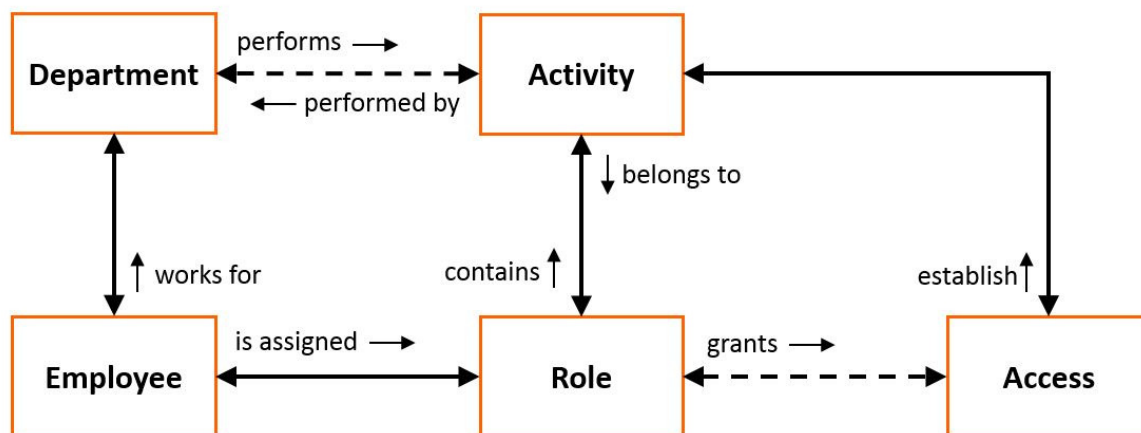 performs
Department
Activity
performed by
belongs to
works for
contains
establish
is assigned
grants
Employee
Role
Access